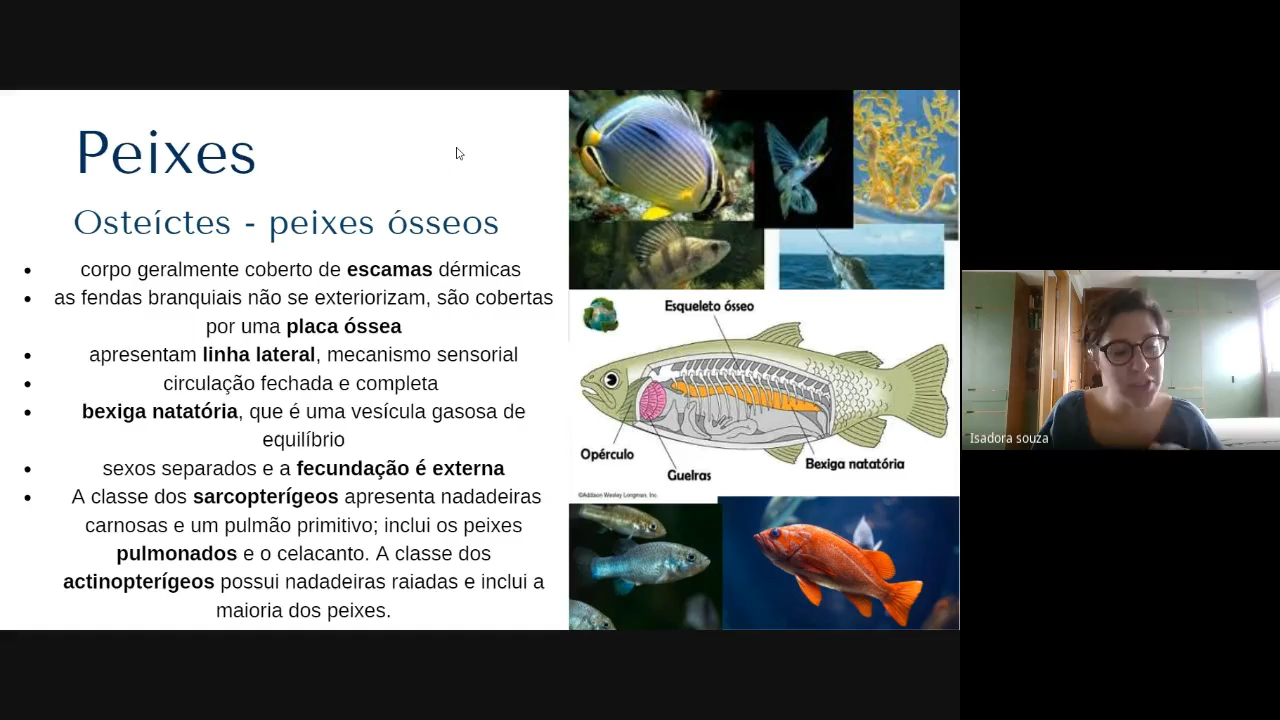 Peixes
Osteíctes - peixes ósseos
corpo geralmente coberto de escamas dérmicas
as fendas branquiais não se exteriorizam, são cobertas
por uma placa óssea
apresentam linha lateral, mecanismo sensorial
circulação fechada e completa
bexiga natatória, que é uma vesícula gasosa de
equilíbrio
sexos separados e a fecundação é externa
A classe dos sarcopterígeos apresenta nadadeiras
carnosas e um pulmão primitivo; inclui os peixes
pulmonados e o celacanto. A classe dos
actinopterígeos possui nadadeiras raiadas e inclui a
maioria dos peixes.
Esqueleto ósseo
Opérculo
Guelras
Bexiga natatória
©Addison Wesley Longman, Inc.
Isadora souza